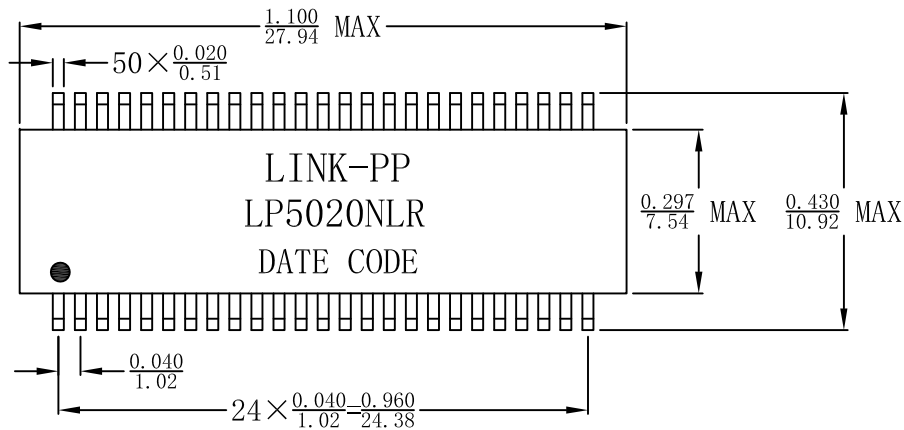 1.100
27.94 MAX
50×0.020
0.51
LINK-PP
LP5020NLR
DATE CODE
0.297
7.54 MAX
0.430
10.92 MAX
0.040
1.02
24×0.040=0.960
1.02 24.38